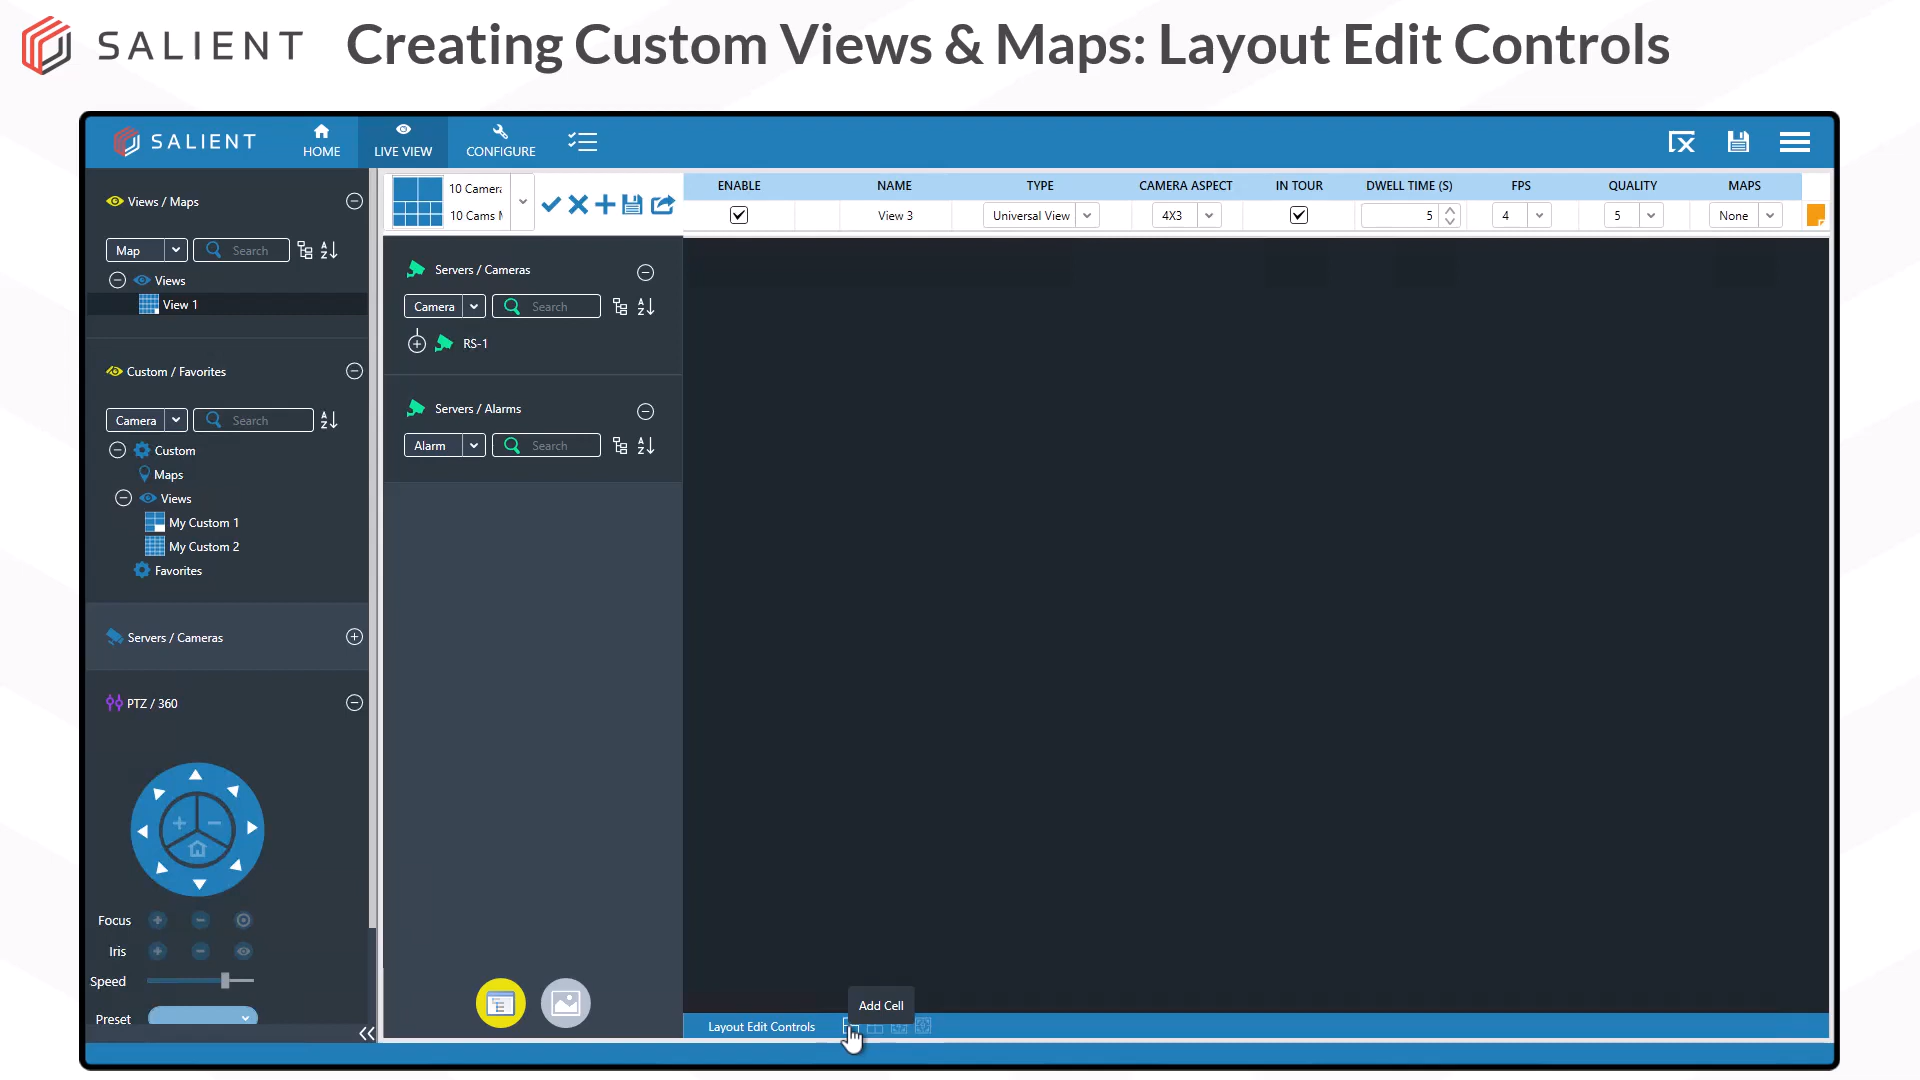 SALIENT Creating Custom Views & Maps: Layout Edit Controls
SALIENT
HOME
LIVE VIEW
CONFIGURE
Views / Maps
Map
Search
Views
View 1
Custom / Favorites
Camera
Search
Custom
Maps
Views
My Custom 1
My Custom 2
Favorites
Servers / Cameras
PTZ / 360
Focus
Iris
Speed
Preset
10 Camera
10 Cams
ENABLE NAME TYPE CAMERA ASPECT IN TOUR DWELL TIME (S) FPS QUALITY MAPS
View 3 Universal View 4X3 5 4 5 None
Servers / Cameras
Camera
Search
RS-1
Servers / Alarms
Alarm
Search
Add Cell
Layout Edit Controls